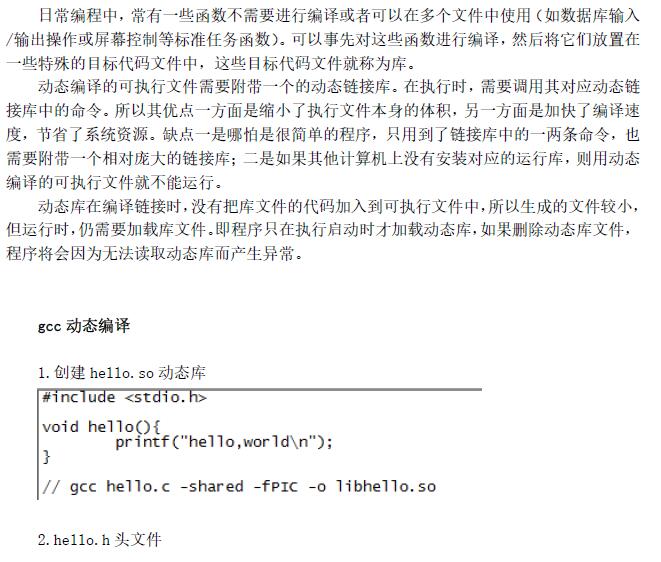 日常编程中，常有一些函数不需要进行编译或者可以在多个文件中使用（如数据库输入
/输出操作或屏幕控制等标准任务函数）。可以事先对这些函数进行编译，然后将它们放置在
一些特殊的目标代码文件中，这些目标代码文件就称为库。
动态编译的可执行文件需要附带一个的动态链接库。在执行时，需要调用其对应动态链
接库中的命令。所以其优点一方面是缩小了执行文件本身的体积，另一方面是加快了编译速
度，节省了系统资源。缺点一是哪怕是很简单的程序，只用到了链接库中的一两条命令，也
需要附带一个相对庞大的链接库；二是如果其他计算机上没有安装对应的运行库，则用动态
编译的可执行文件就不能运行。
动态库在编译链接时，没有把库文件的代码加入到可执行文件中，所以生成的文件较小，
但运行时，仍需要加载库文件。即程序只在执行启动时才加载动态库，如果删除动态库文件，
程序将会因为无法读取动态库而产生异常。
gcc 动态编译
1.创建 hello.so 动态库
#include <stdio.h>
void hello(){
printf("hello,world\n");
}
// gcc hello.c -shared -fPIC -o libhello.so
2.hello.h 头文件